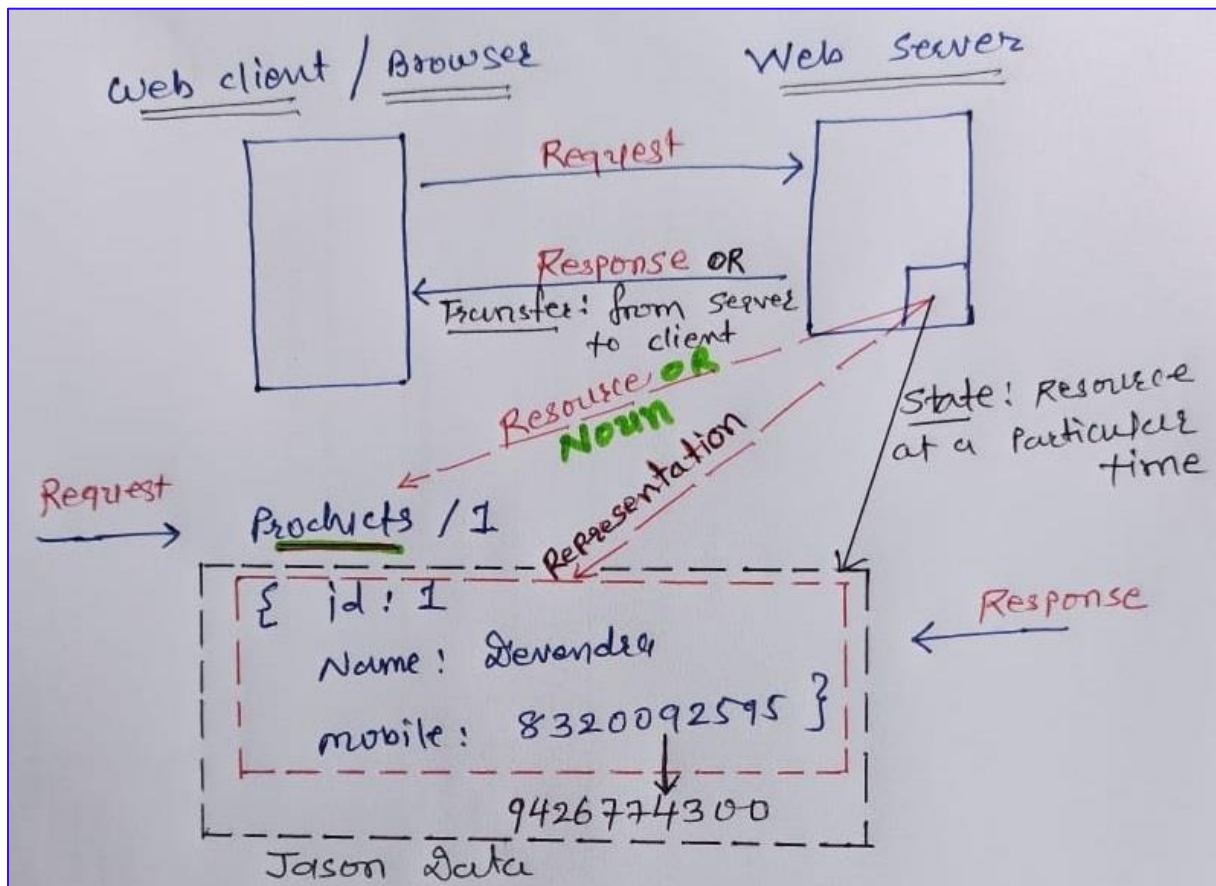 Web client / Browser
Web Server
Request
Response OR
Transfer: from server
to client
Resource OR
NOUN
Representation
State: Resource
at a Particular
time
Request
Products / 1
{ id: 1
Name: Devendra
mobile: 8320092595 }
9426774300
Response
Jason Data